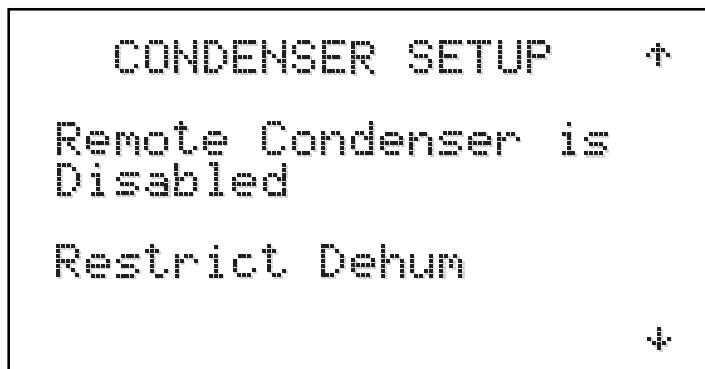 CONDENSER SETUP ↑
Remote Condenser is
Disabled
Restrict Dehum
↓